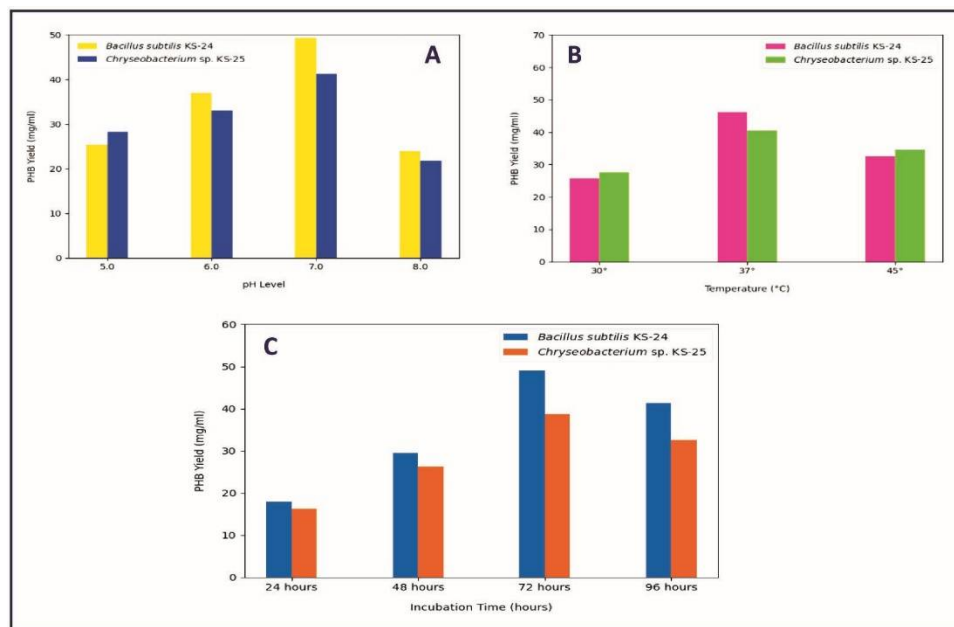 50
40
30
20
10
0
PHB Yield (mg/ml)
Bacillus subtilis KS-24
Chryseobacterium sp. KS-25
A
5.0 6.0 7.0 8.0
pH Level
70
60
50
40
30
20
10
0
PHB Yield (mg/ml)
B
Bacillus subtilis KS-24
Chryseobacterium sp. KS-25
30° 37° 45°
Temperature (°C)
60
50
40
30
20
10
0
PHB Yield (mg/ml)
C
Bacillus subtilis KS-24
Chryseobacterium sp. KS-25
24 hours 48 hours 72 hours 96 hours
Incubation Time (hours)